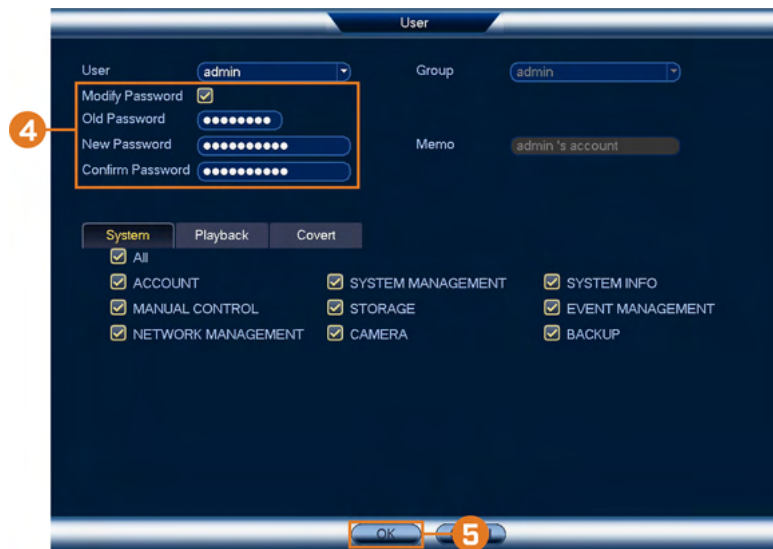 User
User admin Group admin
Modify Password
4
Old Password ●●●●●●●●
New Password ●●●●●●●●●● Memo admin 's account
Confirm Password ●●●●●●●●●●
System Playback Covert
All
ACCOUNT SYSTEM MANAGEMENT SYSTEM INFO
MANUAL CONTROL STORAGE EVENT MANAGEMENT
NETWORK MANAGEMENT CAMERA BACKUP
OK 5